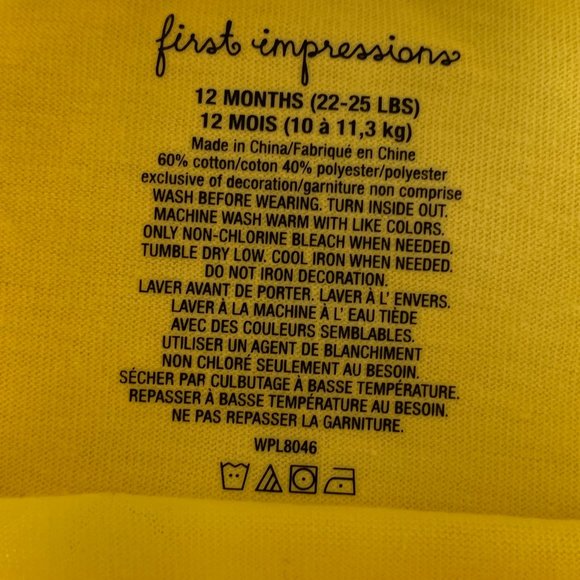 first impressions
12 MONTHS (22-25 LBS)
12 MOIS (10 à 11,3 kg)
Made in China/Fabriqué en Chine
60% cotton/coton 40% polyester/polyester
exclusive of decoration/garniture non comprise
WASH BEFORE WEARING. TURN INSIDE OUT.
MACHINE WASH WARM WITH LIKE COLORS.
ONLY NON-CHLORINE BLEACH WHEN NEEDED.
TUMBLE DRY LOW. COOL IRON WHEN NEEDED.
DO NOT IRON DECORATION.
LAVER AVANT DE PORTER. LAVER À L' ENVERS.
LAVER À LA MACHINE À L' EAU TIÈDE
AVEC DES COULEURS SEMBLABLES.
UTILISER UN AGENT DE BLANCHIMENT
NON CHLORÉ SEULEMENT AU BESOIN.
SÉCHER PAR CULBUTAGE À BASSE TEMPÉRATURE.
REPASSER À BASSE TEMPÉRATURE AU BESOIN.
NE PAS REPASSER LA GARNITURE.
WPL8046